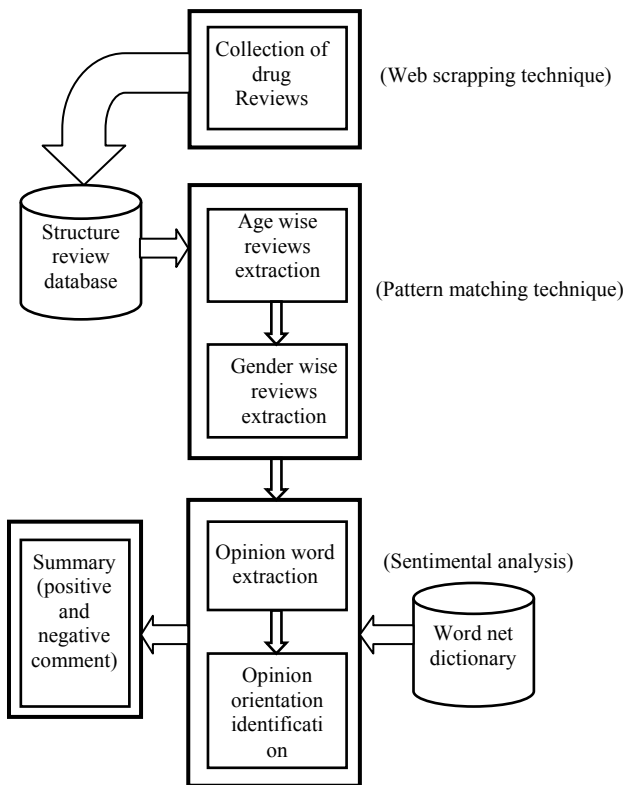 Collection of
drug
Reviews
(Web scrapping technique)
Structure
review
database
Age wise
reviews
extraction
(Pattern matching technique)
Gender wise
reviews
extraction
Opinion word
extraction
(Sentimental analysis)
Word net
dictionary
Opinion
orientation
identificati
on
Summary
(positive
and
negative
comment)